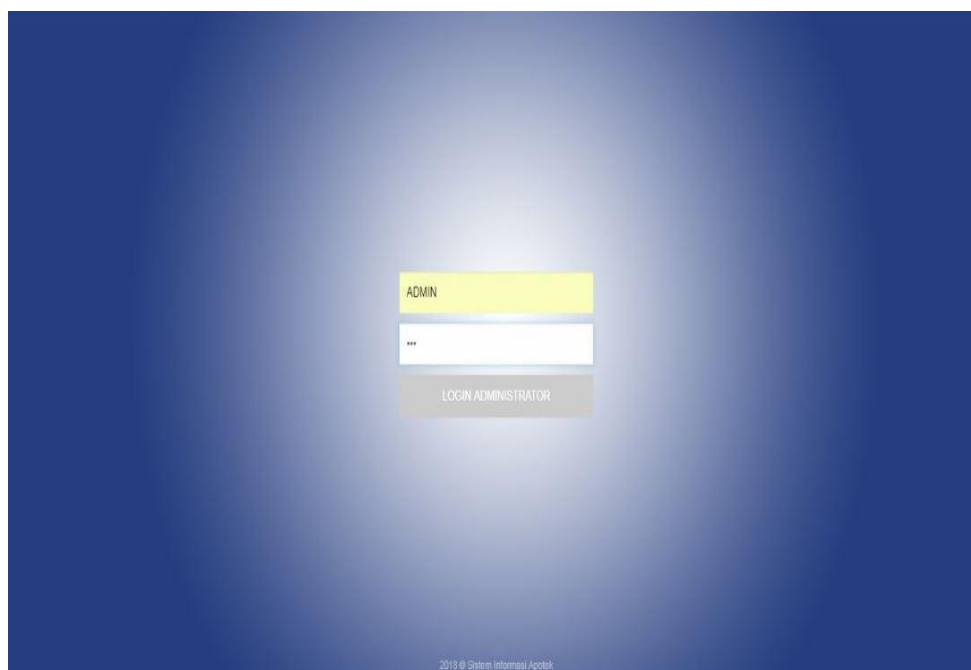 ADMIN
•••
LOGIN ADMINISTRATOR
2018 © Sistem Informasi Apotek